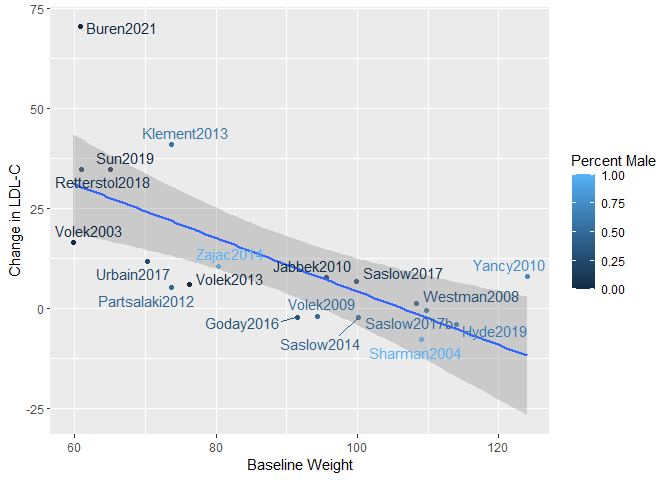 75
50
25
0
-25
Change in LDL-C
Buren2021
Klement2013
Sun2019
Retterstol2018
Volek2003
Zajac2014
Urbain2017
Volek2013
Partsalaki2012
Jabbek2010
Saslow2017
Yancy2010
Volek2009
Westman2008
Goday2016
Saslow2017b
Hyde2019
Saslow2014
Sharman2004
60
80
100
120
Baseline Weight
Percent Male
1.00
0.75
0.50
0.25
0.00